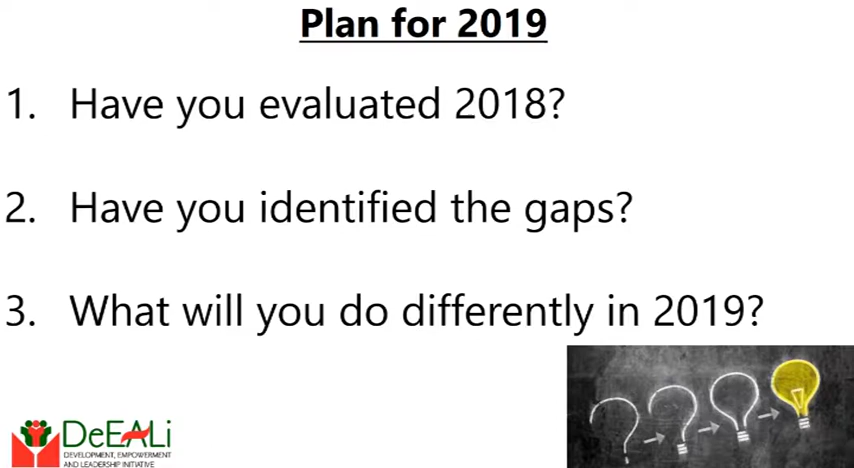 Plan for 2019
1. Have you evaluated 2018?
2. Have you identified the gaps?
3. What will you do differently in 2019?
DeEALi
DEVELOPMENT, EMPOWERMENT
AND LEADERSHIP INITIATIVE